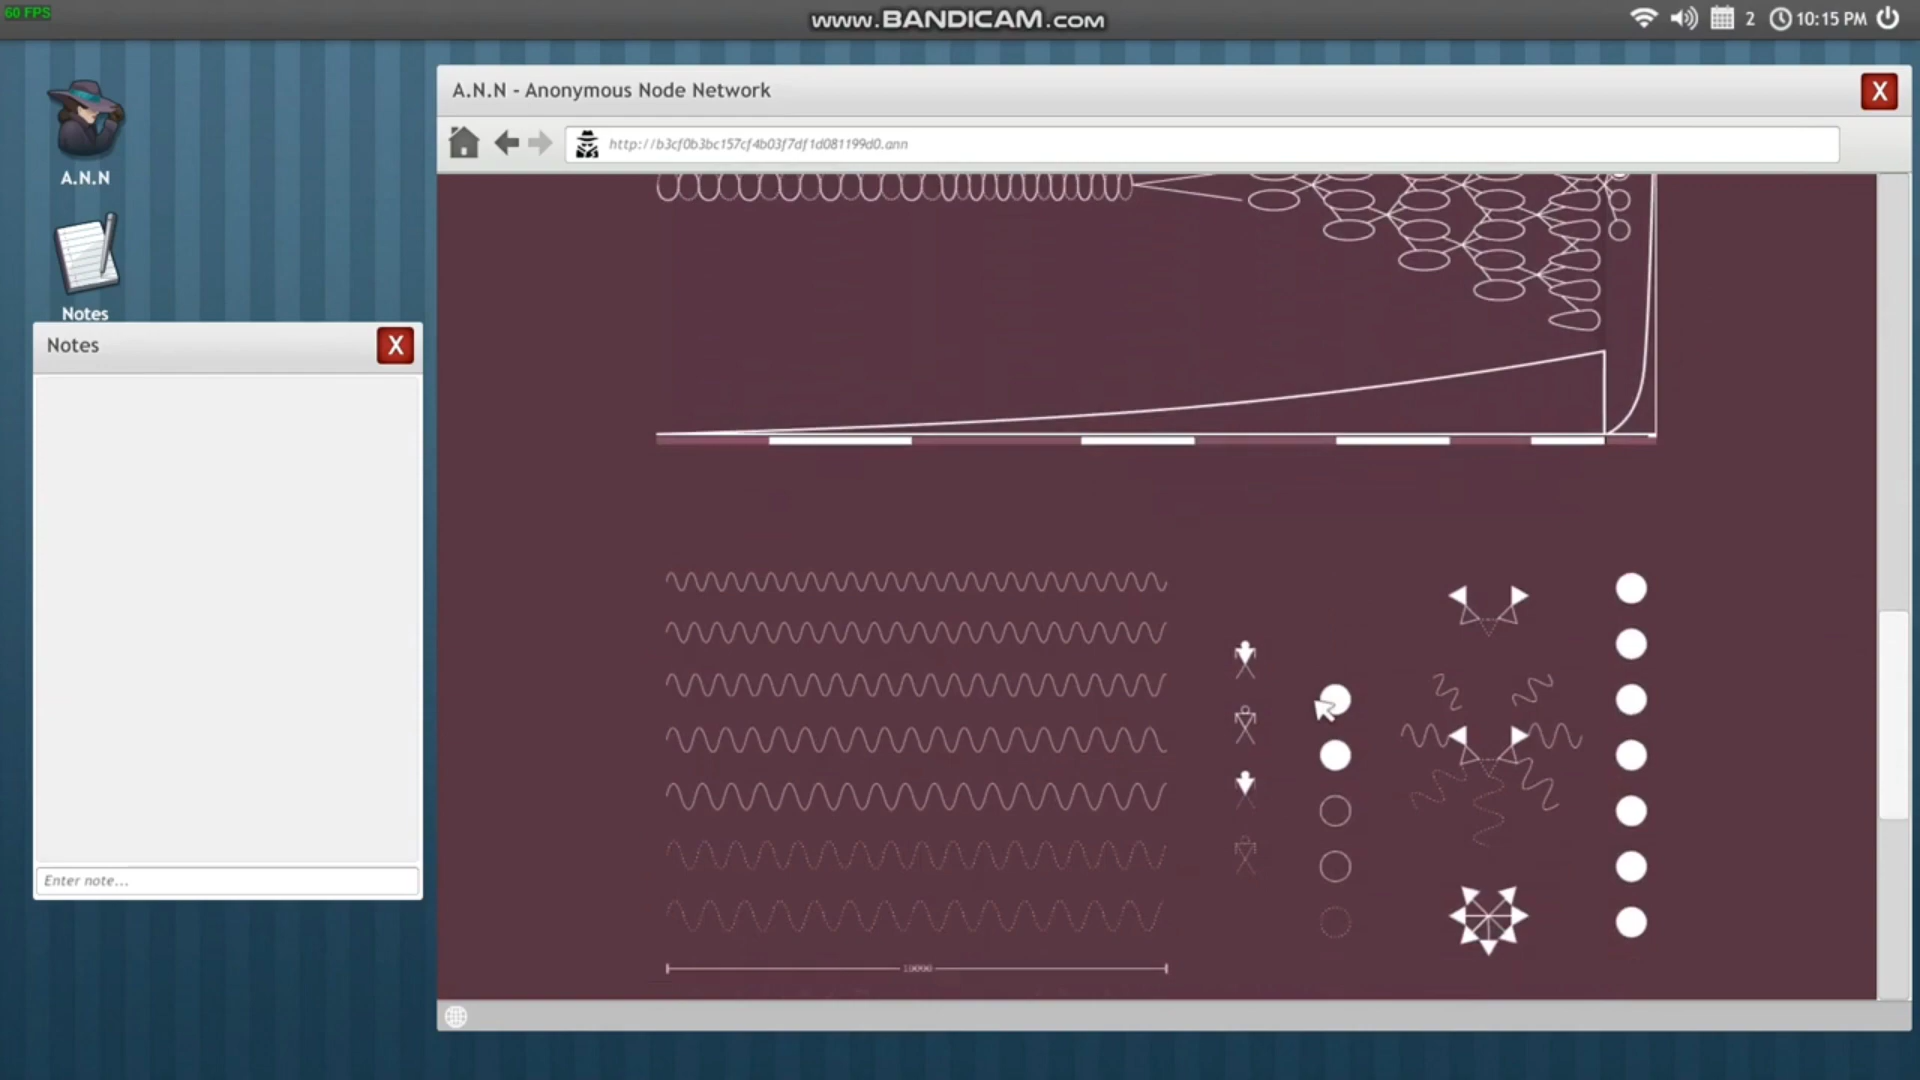 60 FPS
www.BANDICAM.com
2
10:15 PM
A.N.N - Anonymous Node Network
X
http://b3cf0b3bc157cf4b03f7df1d081199d0.ann
A.N.N
Notes
Notes
X
Enter note...